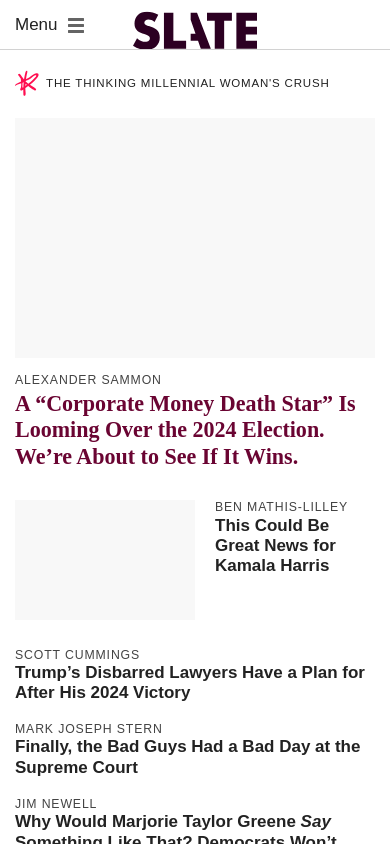 Menu
SLATE
THE THINKING MILLENNIAL WOMAN'S CRUSH
ALEXANDER SAMMON
A “Corporate Money Death Star” Is
Looming Over the 2024 Election.
We’re About to See If It Wins.
BEN MATHIS-LILLEY
This Could Be
Great News for
Kamala Harris
SCOTT CUMMINGS
Trump’s Disbarred Lawyers Have a Plan for
After His 2024 Victory
MARK JOSEPH STERN
Finally, the Bad Guys Had a Bad Day at the
Supreme Court
JIM NEWELL
Why Would Marjorie Taylor Greene Say
Something Like That? Democrats Won’t